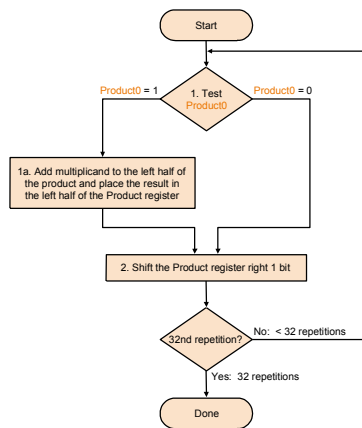 Start
Product0 = 1
1. Test
Product0
Product0 = 0
1a. Add multiplicand to the left half
of the product and place the result in
the left half of the Product register
2. Shift the Product register right 1 bit
32nd repetition?
No: < 32 repetitions
Yes: 32 repetitions
Done